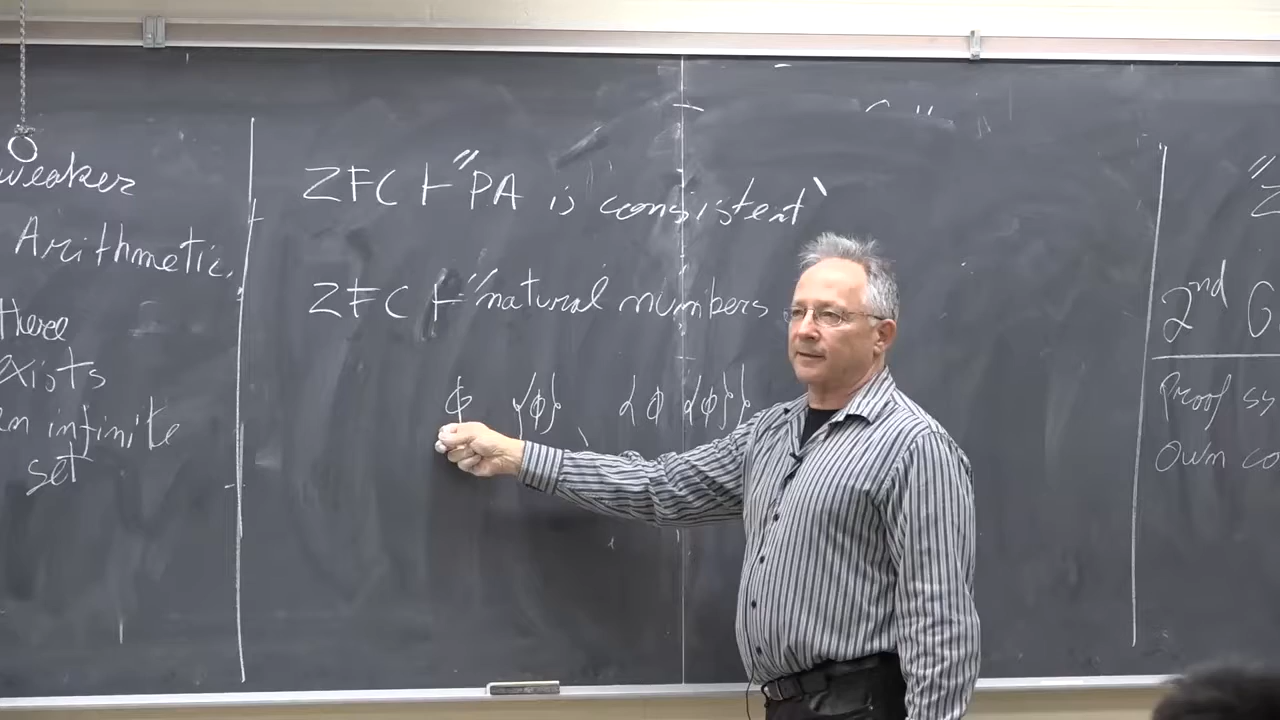 weaker
Arithmetic.
There
exists
an infinite
set
ZFC ⊢ "PA is consistent"
ZFC ⊢ "natural numbers
∅ {∅} {∅ {∅}}
2nd G
Proof sy
own co